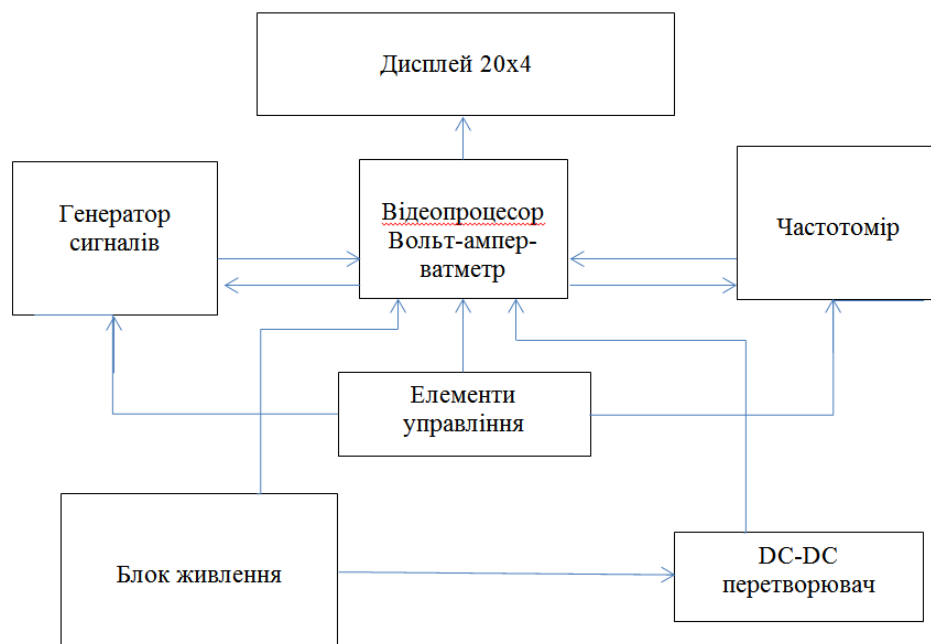 Дисплей 20х4
Генератор
сигналів
Відеопроцесор
Вольт-ампер-
ватметр
Частотомір
Елементи
управління
Блок живлення
DC-DC
перетворювач